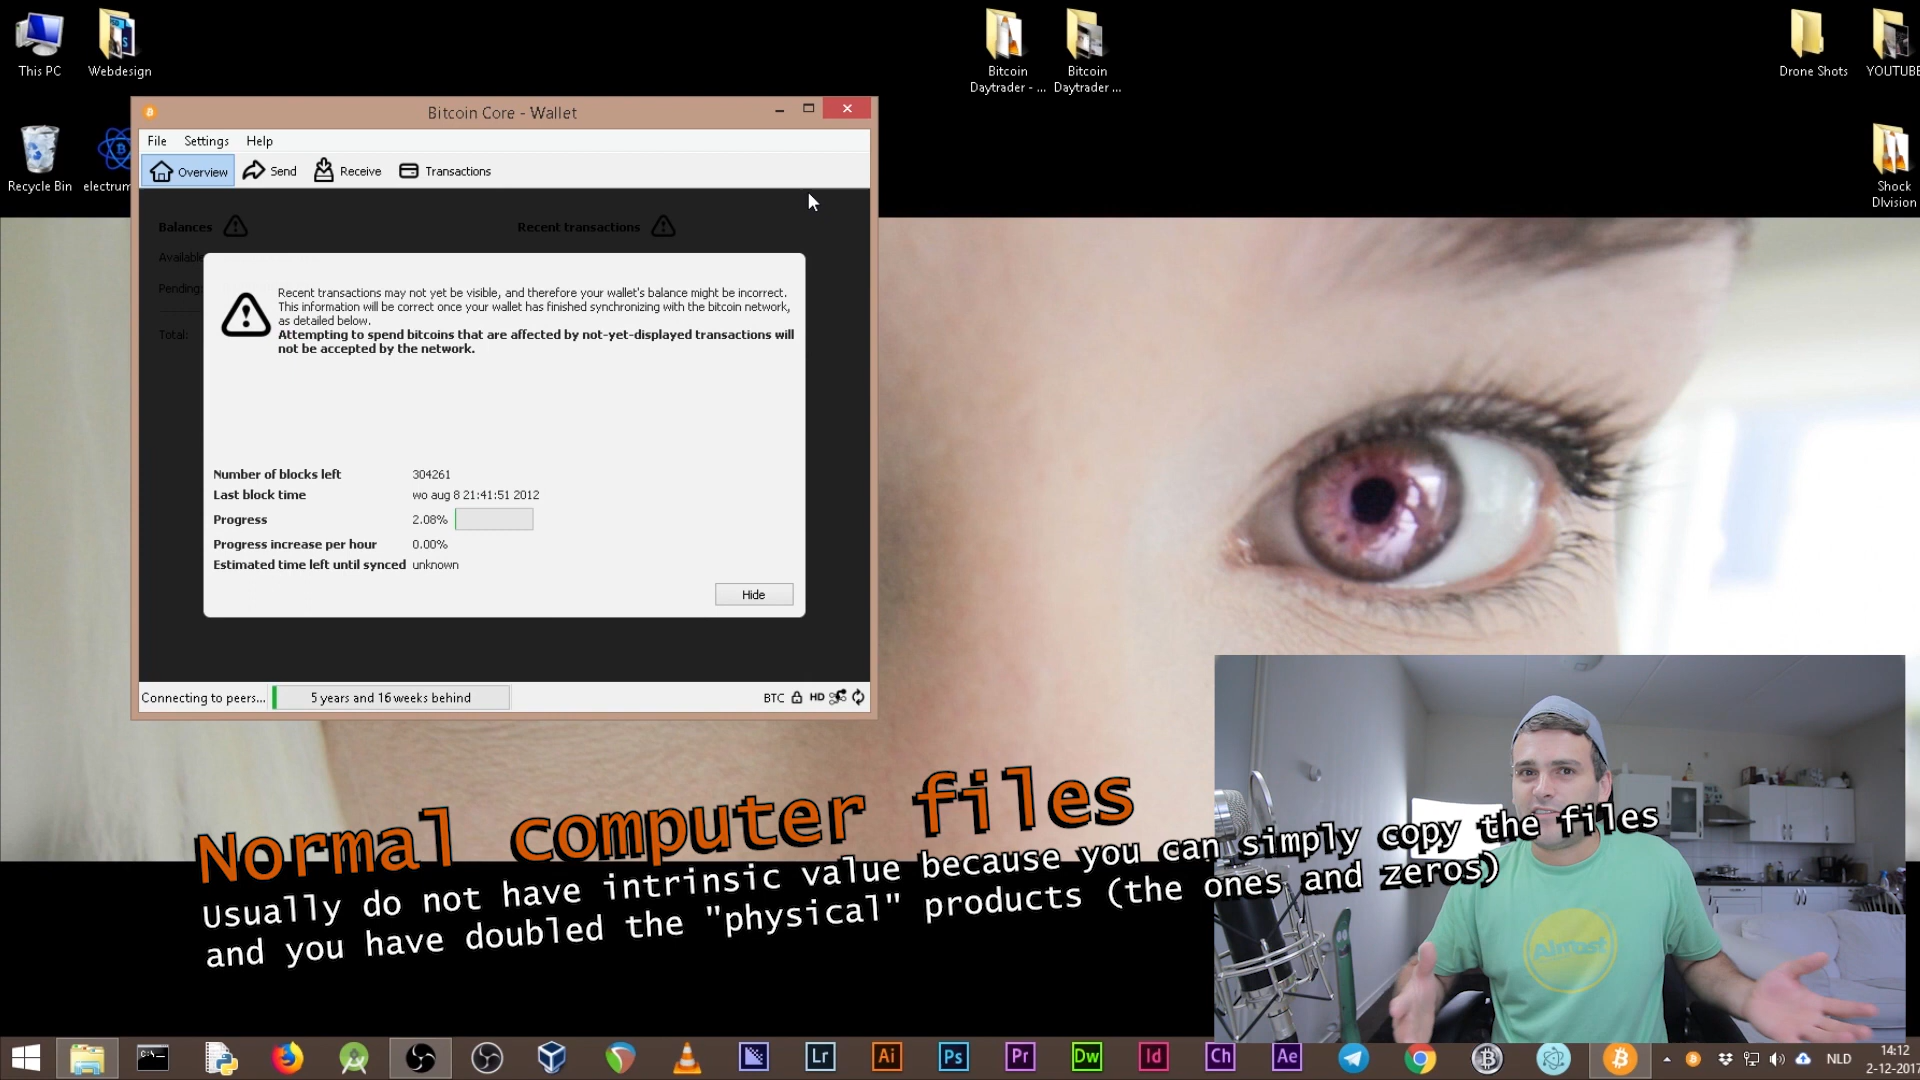 This PC
Webdesign
Bitcoin
Daytrader - ...
Bitcoin
Daytrader ...
Drone Shots
YOUTUBE
Recycle Bin
electrum
Shock
DIvision
Bitcoin Core - Wallet
File Settings Help
Overview Send Receive Transactions
Balances
Recent transactions
Available
Pending:
Total:
Recent transactions may not yet be visible, and therefore your wallet's balance might be incorrect.
This information will be correct once your wallet has finished synchronizing with the bitcoin network,
as detailed below.
Attempting to spend bitcoins that are affected by not-yet-displayed transactions will
not be accepted by the network.
Number of blocks left 304261
Last block time wo aug 8 21:41:51 2012
Progress 2.08%
Progress increase per hour 0.00%
Estimated time left until synced unknown
Hide
Connecting to peers... 5 years and 16 weeks behind BTC HD
Normal computer files
Usually do not have intrinsic value because you can simply copy the files
and you have doubled the "physical" products (the ones and zeros)
Almost
C:\_
Lr Ai Ps Pr Dw Id Ch Ae
NLD
14:12
2-12-2017